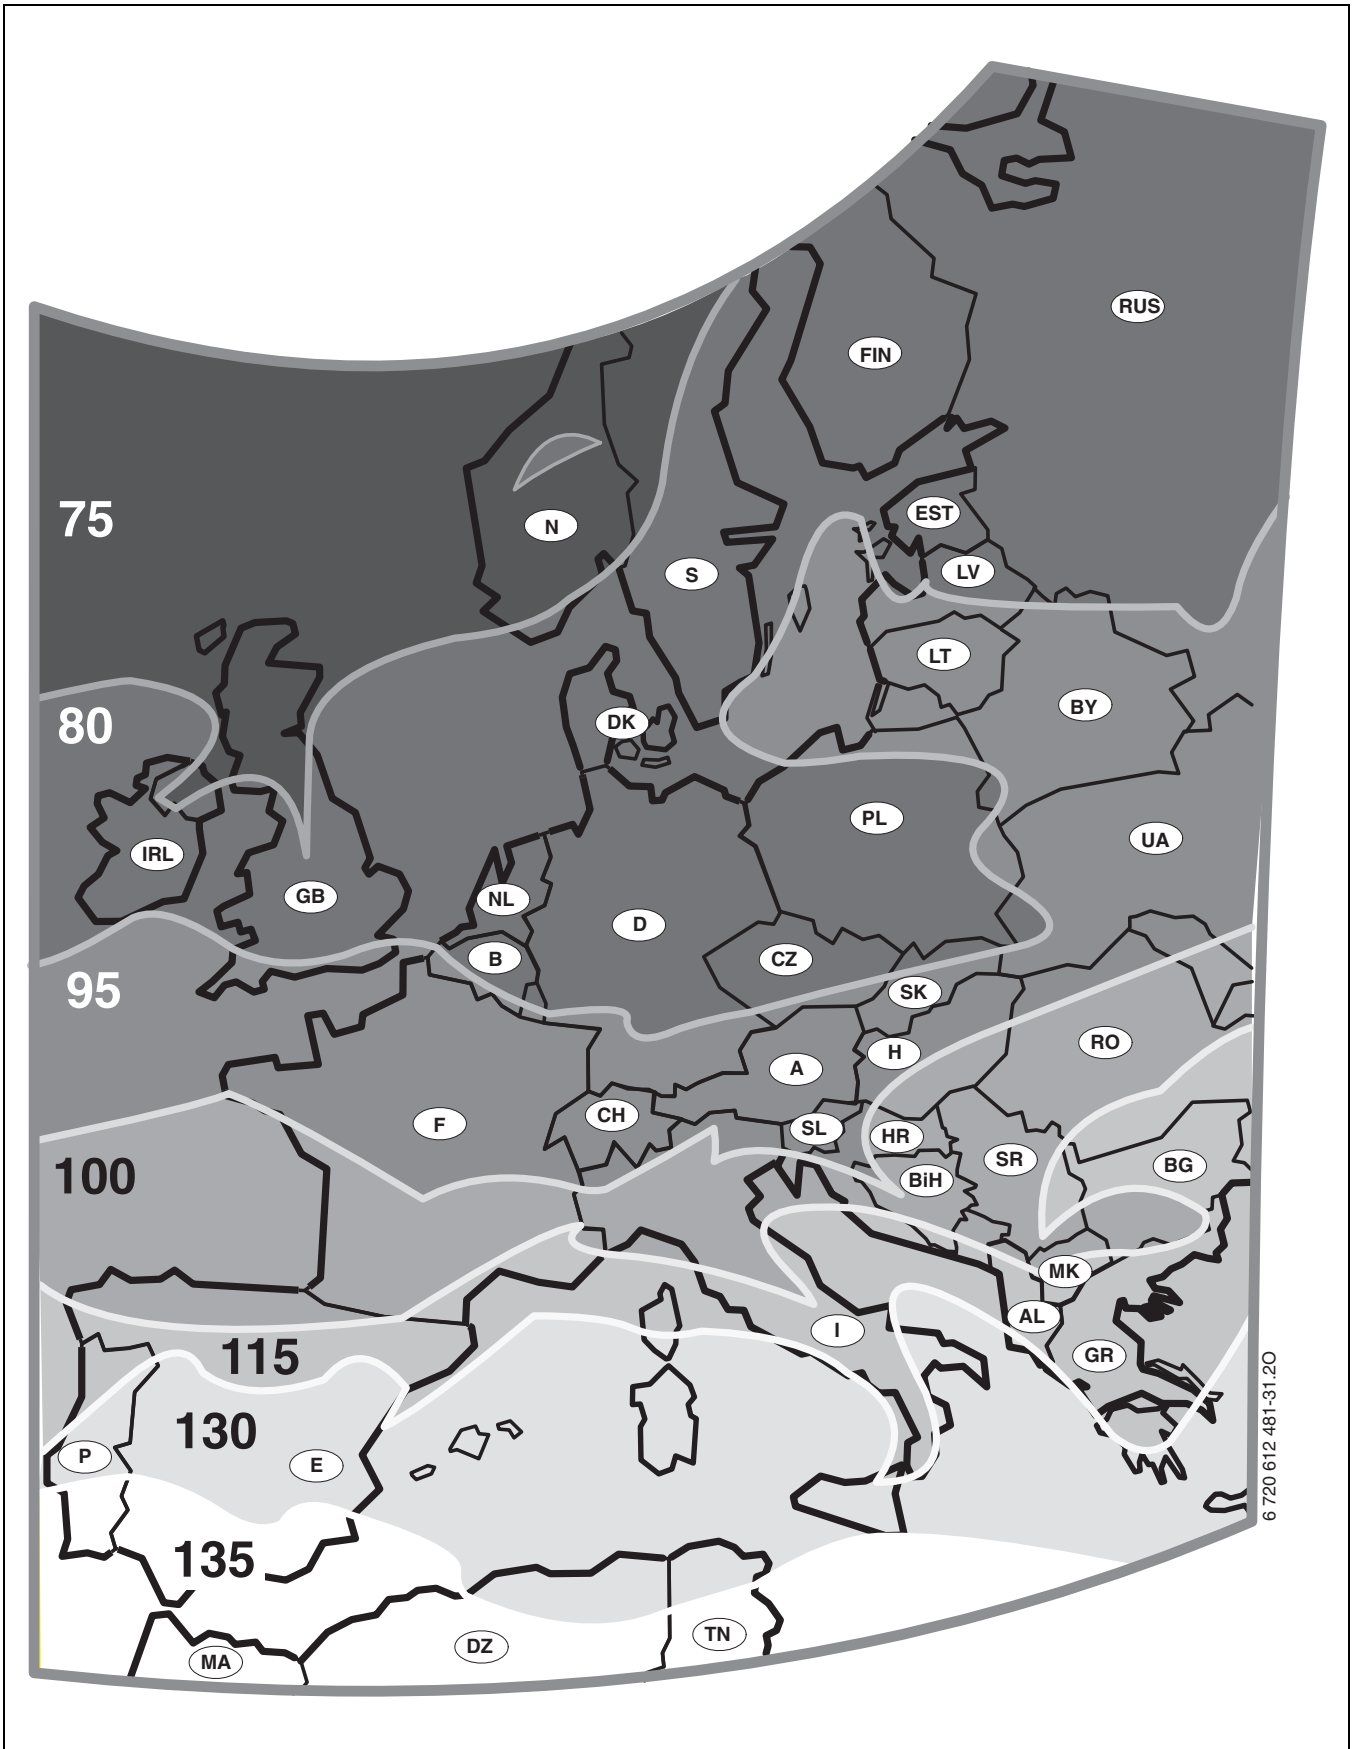 RUS
FIN
75
EST
N
LV
S
LT
BY
DK
80
PL
UA
IRL
GB
NL
D
B
CZ
95
SK
RO
H
A
CH
F
SL
HR
SR
BG
100
BiH
MK
AL
I
115
GR
130
P
E
135
TN
DZ
MA
6 720 612 481-31.2O